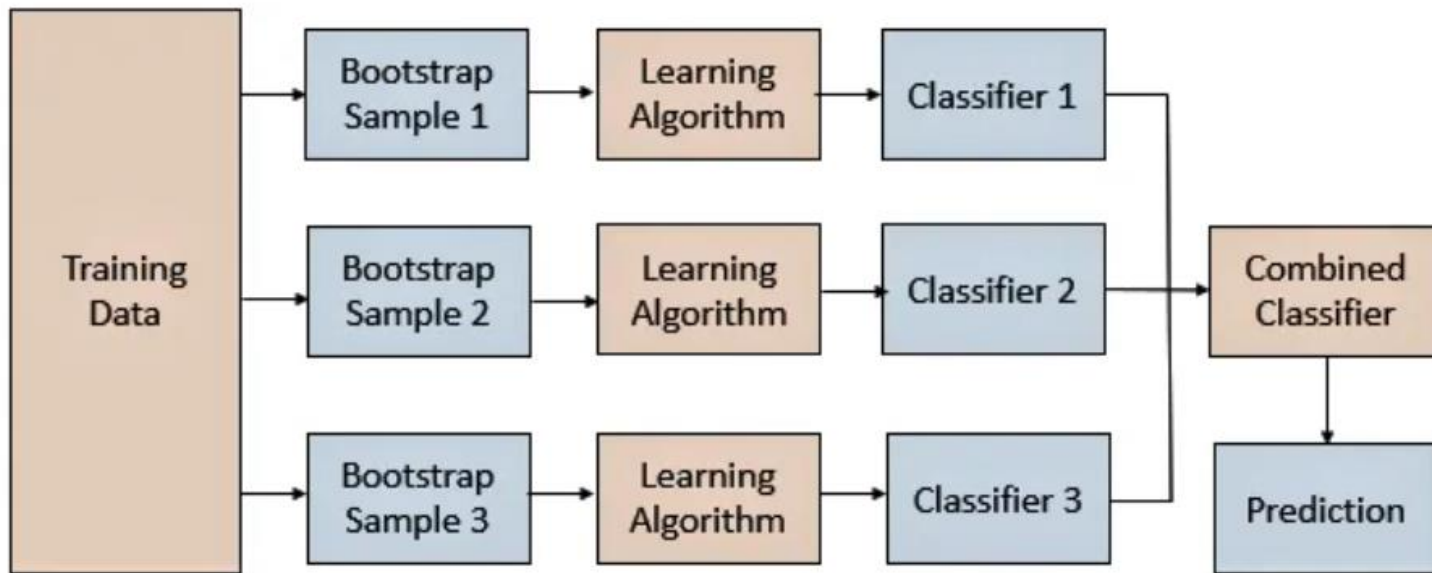 Training
Data
Bootstrap
Sample 1
Learning
Algorithm
Classifier 1
Bootstrap
Sample 2
Learning
Algorithm
Classifier 2
Combined
Classifier
Bootstrap
Sample 3
Learning
Algorithm
Classifier 3
Prediction